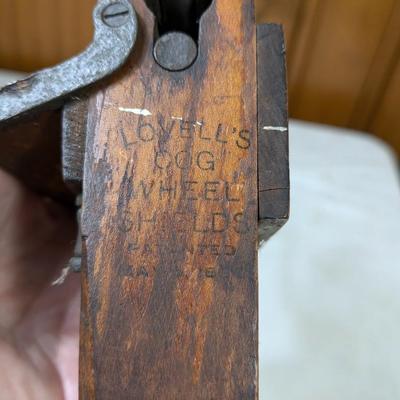 LOVELL'S
COG
WHEEL
SHIELDS
PATENTED